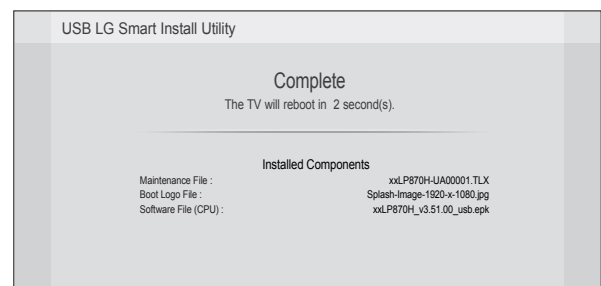 USB LG Smart Install Utility
Complete
The TV will reboot in 2 second(s).
Installed Components
Maintenance File : xxLP870H-UA00001.TLX
Boot Logo File : Splash-Image-1920-x-1080.jpg
Software File (CPU) : xxLP870H_v3.51.00_usb.epk